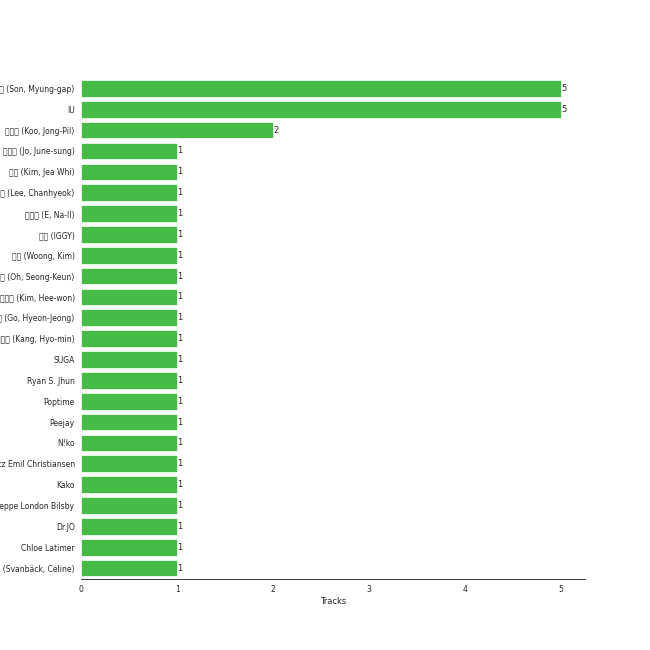 (Son, Myung-gap) 5
IU 5
(Koo, Jong-Pil) 2
(Jo, June-sung) 1
(Kim, Jea Whi) 1
(Lee, Chanhyeok) 1
(E, Na-Il) 1
(IGGY) 1
(Woong, Kim) 1
(Oh, Seong-Keun) 1
(Kim, Hee-won) 1
(Go, Hyeon-Jeong) 1
(Kang, Hyo-min) 1
SUGA 1
Ryan S. Jhun 1
Poptime 1
Peejay 1
N!ko 1
Emil Christiansen 1
Kako 1
London Bilsby 1
Dr.JO 1
Chloe Latimer 1
(Svanbäck, Celine) 1
0 1 2 3 4 5
Tracks